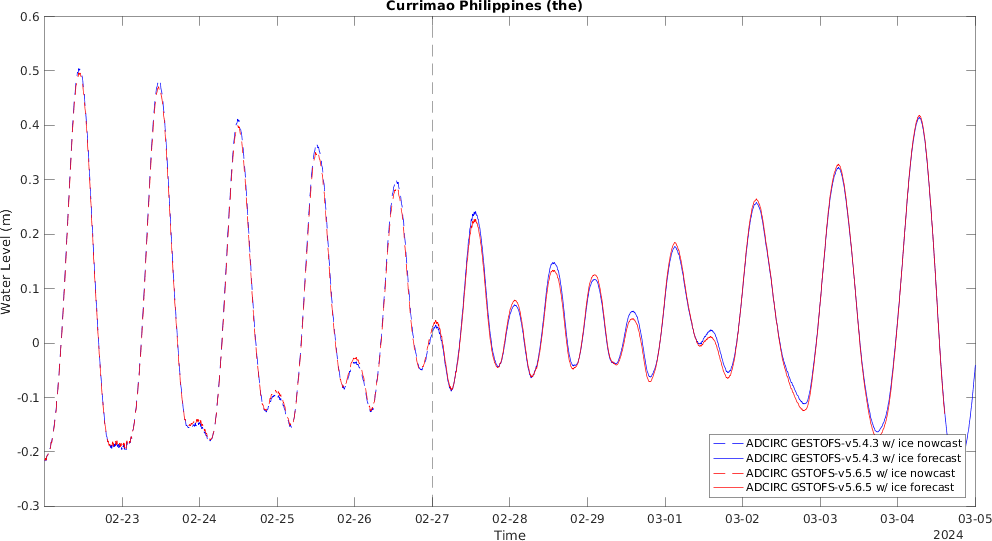 Currimao Philippines (the)
0.6
0.5
0.4
0.3
0.2
0.1
0
-0.1
-0.2
-0.3
Water Level (m)
ADCIRC GESTOFS-v5.4.3 w/ ice nowcast
ADCIRC GESTOFS-v5.4.3 w/ ice forecast
ADCIRC GSTOFS-v5.6.5 w/ ice nowcast
ADCIRC GSTOFS-v5.6.5 w/ ice forecast
02-23 02-24 02-25 02-26 02-27 02-28 02-29 03-01 03-02 03-03 03-04 03-05
Time
2024